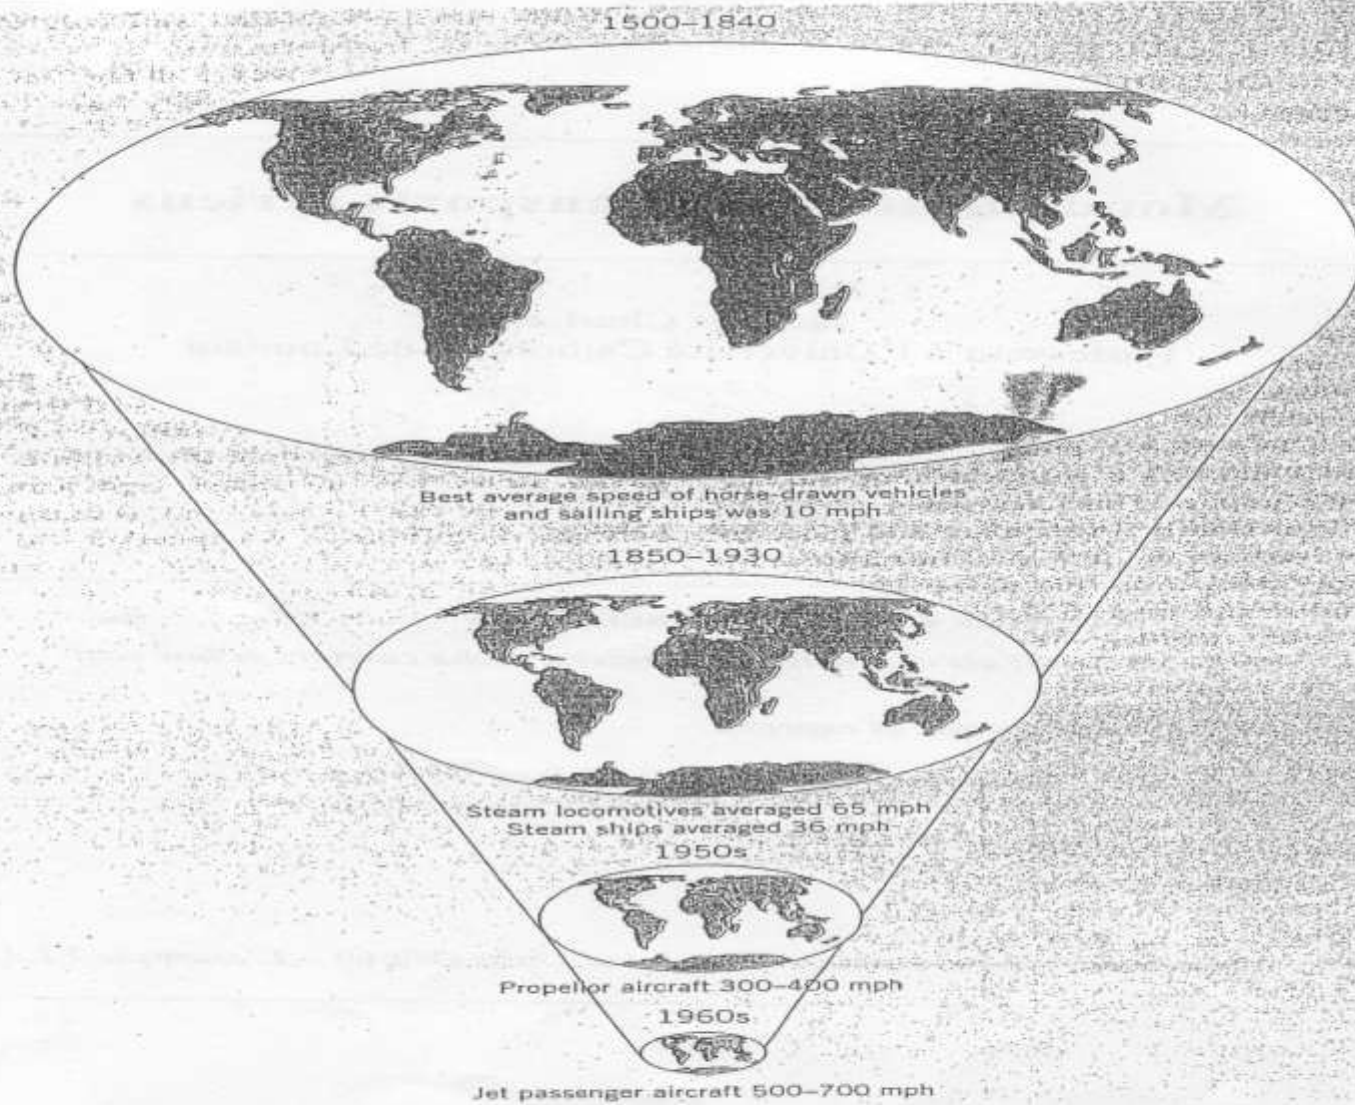 1500–1840
Best average speed of horse-drawn vehicles
and sailing ships was 10 mph
1850–1930
Steam locomotives averaged 65 mph
Steam ships averaged 36 mph
1950s
Propellor aircraft 300–400 mph
1960s
Jet passenger aircraft 500–700 mph